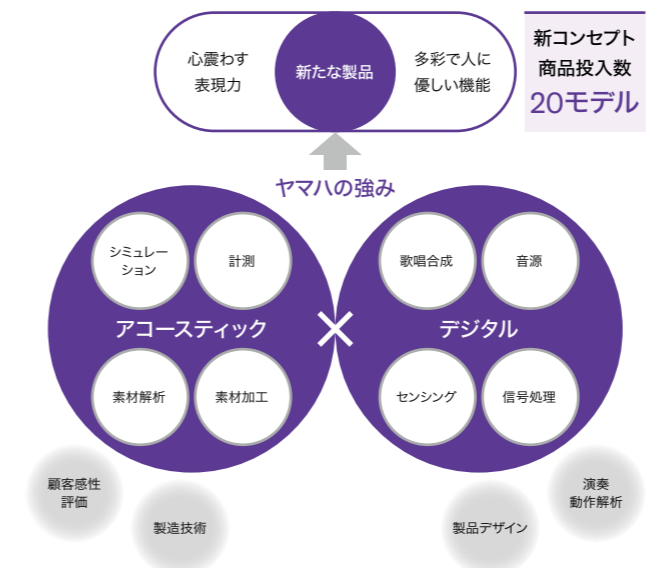 心震わす
表現力
新たな製品
多彩で人に
優しい機能
新コンセプト
商品投入数
20モデル
ヤマハの強み
シミュレー
ション
計測
アコースティック
素材解析
素材加工
×
歌唱合成
音源
デジタル
センシング
信号処理
顧客感性
評価
製造技術
製品デザイン
演奏
動作解析